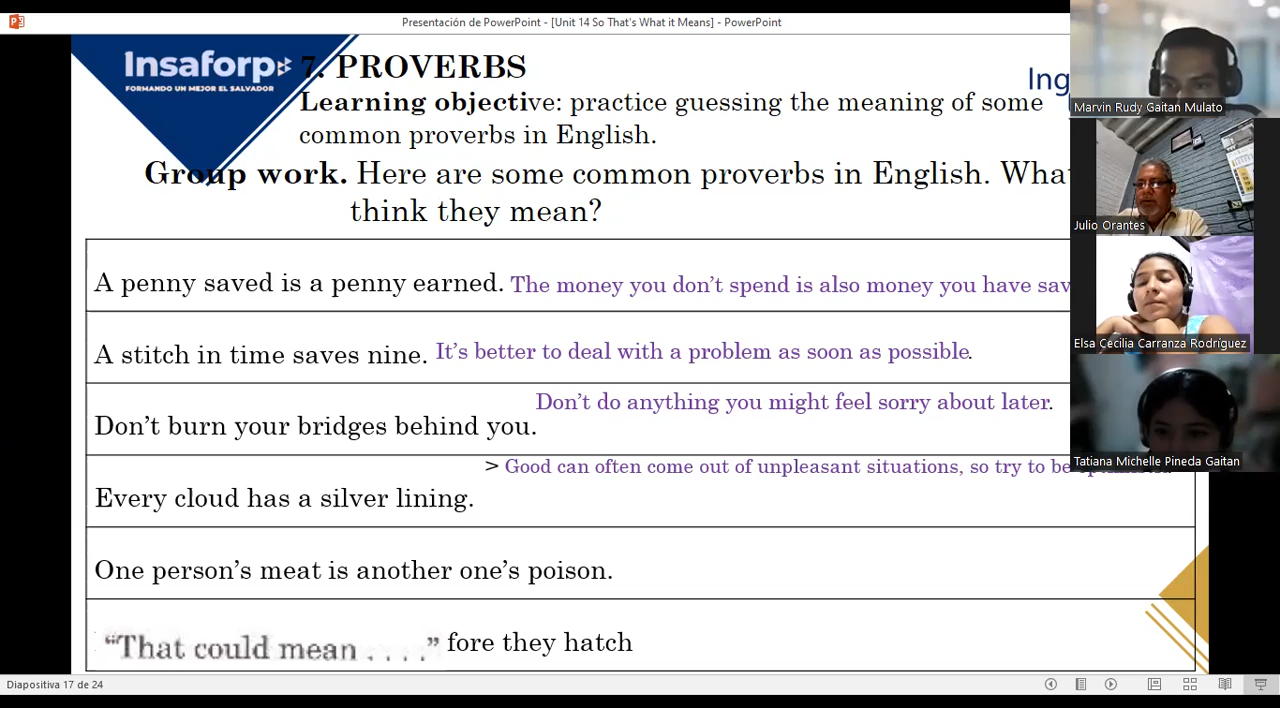 Presentación de PowerPoint - [Unit 14 So That's What it Means] - PowerPoint
Insaforp
FORMANDO UN MEJOR EL SALVADOR
7. PROVERBS
Ing
Learning objective: practice guessing the meaning of some
common proverbs in English.
Group work. Here are some common proverbs in English. What
think they mean?
A penny saved is a penny earned. The money you don't spend is also money you have sav
A stitch in time saves nine. It's better to deal with a problem as soon as possible.
Don't do anything you might feel sorry about later.
Don't burn your bridges behind you.
> Good can often come out of unpleasant situations, so try to be
Every cloud has a silver lining.
One person's meat is another one's poison.
"That could mean . . . ." fore they hatch
Marvin Rudy Gaitan Mulato
Julio Orantes
Elsa Cecilia Carranza Rodríguez
Tatiana Michelle Pineda Gaitan
Diapositiva 17 de 24